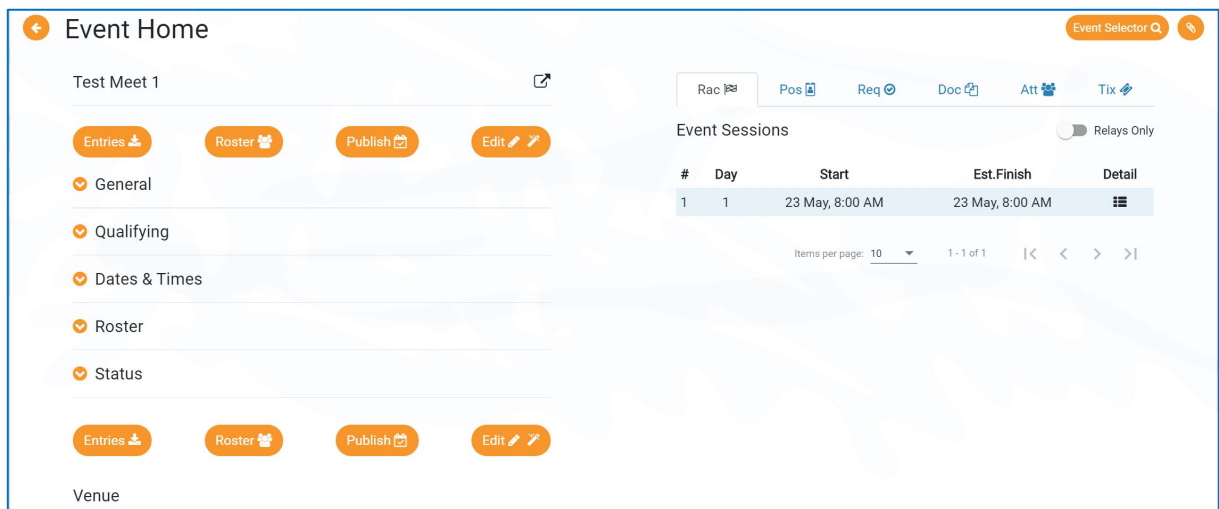 Event Home
Event Selector
Test Meet 1
Entries Roster Publish Edit
General
Qualifying
Dates & Times
Roster
Status
Entries Roster Publish Edit
Venue
Rac Pos Req Doc Att Tix
Event Sessions Relays Only
# Day Start Est.Finish Detail
1 1 23 May, 8:00 AM 23 May, 8:00 AM
Items per page: 10 1 - 1 of 1